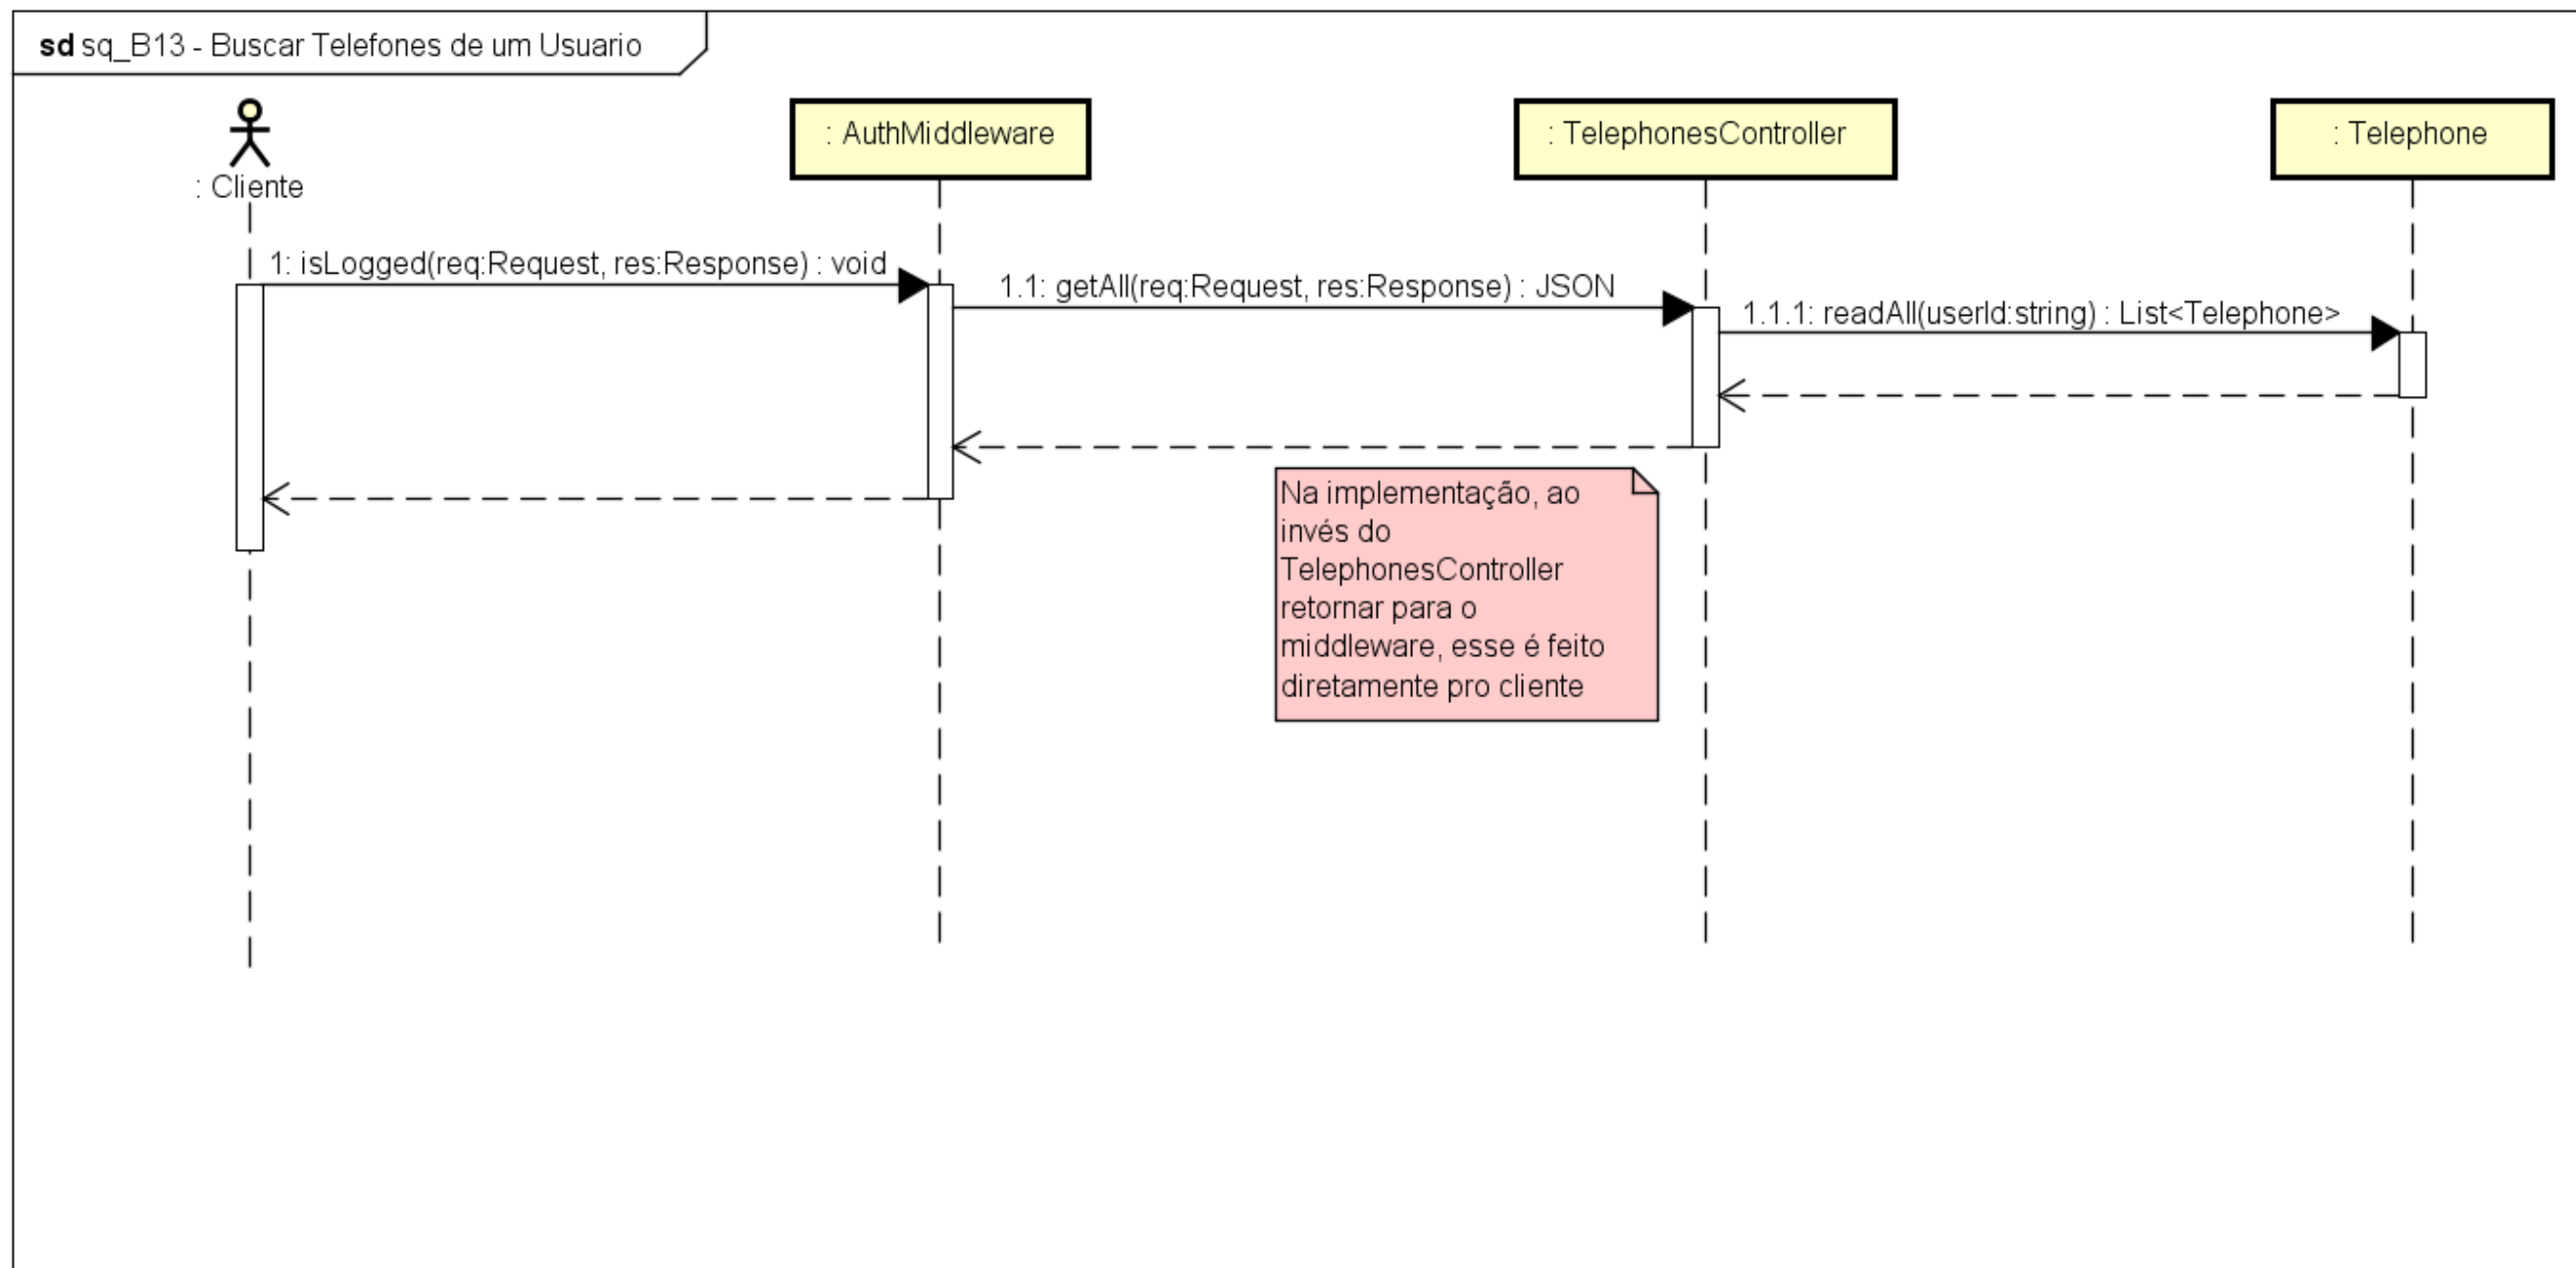 sd sq_B13 - Buscar Telefones de um Usuario
: Cliente
: AuthMiddleware
: TelephonesController
: Telephone
1: isLogged(req:Request, res:Response) : void
1.1: getAll(req:Request, res:Response) : JSON
1.1.1: readAll(userId:string) : List<Telephone>
Na implementação, ao
invés do
TelephonesController
retornar para o
middleware, esse é feito
diretamente pro cliente